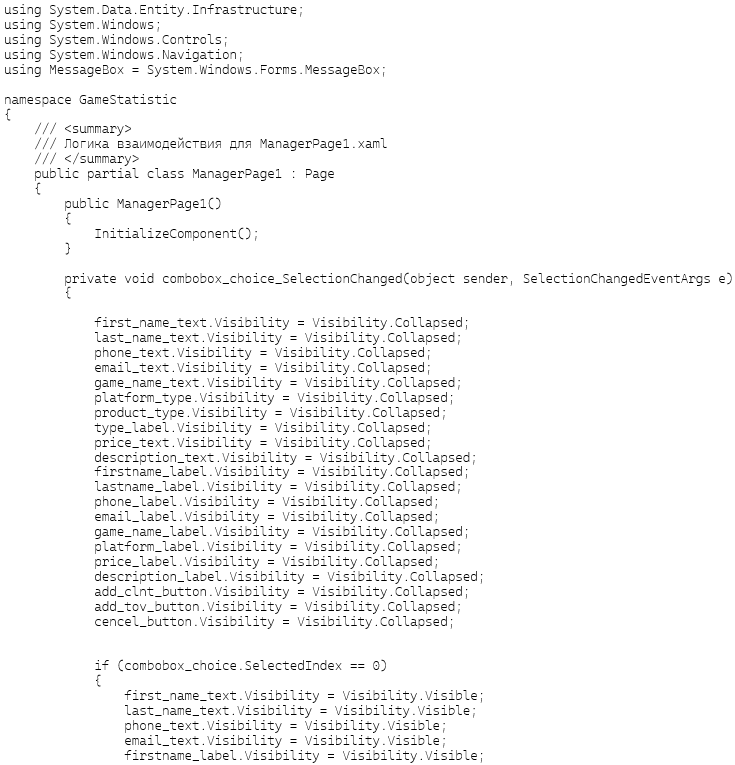 using System.Data.Entity.Infrastructure;
using System.Windows;
using System.Windows.Controls;
using System.Windows.Navigation;
using MessageBox = System.Windows.Forms.MessageBox;

namespace GameStatistic
{
    /// <summary>
    /// Логика взаимодействия для ManagerPage1.xaml
    /// </summary>
    public partial class ManagerPage1 : Page
    {
        public ManagerPage1()
        {
            InitializeComponent();
        }

        private void combobox_choice_SelectionChanged(object sender, SelectionChangedEventArgs e)
        {

            first_name_text.Visibility = Visibility.Collapsed;
            last_name_text.Visibility = Visibility.Collapsed;
            phone_text.Visibility = Visibility.Collapsed;
            email_text.Visibility = Visibility.Collapsed;
            game_name_text.Visibility = Visibility.Collapsed;
            platform_type.Visibility = Visibility.Collapsed;
            product_type.Visibility = Visibility.Collapsed;
            type_label.Visibility = Visibility.Collapsed;
            price_text.Visibility = Visibility.Collapsed;
            description_text.Visibility = Visibility.Collapsed;
            firstname_label.Visibility = Visibility.Collapsed;
            lastname_label.Visibility = Visibility.Collapsed;
            phone_label.Visibility = Visibility.Collapsed;
            email_label.Visibility = Visibility.Collapsed;
            game_name_label.Visibility = Visibility.Collapsed;
            platform_label.Visibility = Visibility.Collapsed;
            price_label.Visibility = Visibility.Collapsed;
            description_label.Visibility = Visibility.Collapsed;
            add_clnt_button.Visibility = Visibility.Collapsed;
            add_tov_button.Visibility = Visibility.Collapsed;
            cencel_button.Visibility = Visibility.Collapsed;


            if (combobox_choice.SelectedIndex == 0)
            {
                first_name_text.Visibility = Visibility.Visible;
                last_name_text.Visibility = Visibility.Visible;
                phone_text.Visibility = Visibility.Visible;
                email_text.Visibility = Visibility.Visible;
                firstname_label.Visibility = Visibility.Visible;